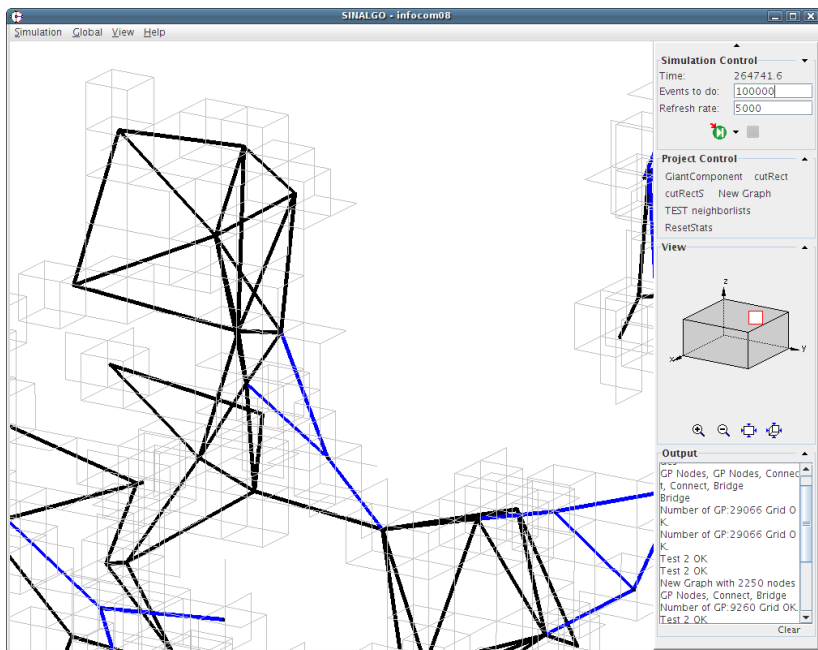 SINALGO - infocom08
Simulation Global View Help
Simulation Control
Time: 264741.6
Events to do: 100000
Refresh rate: 5000
Project Control
GiantComponent cutRect
cutRectS New Graph
TEST neighborlists
ResetStats
View
z
x
y
Output
GP Nodes, GP Nodes, Connec
t, Connect, Bridge
Bridge
Number of GP:29066 Grid O
K.
Number of GP:29066 Grid O
K.
Test 2 OK
Test 2 OK
New Graph with 2250 nodes
GP Nodes, Connect, Bridge
Number of GP:9260 Grid OK.
Test 2 OK
Clear